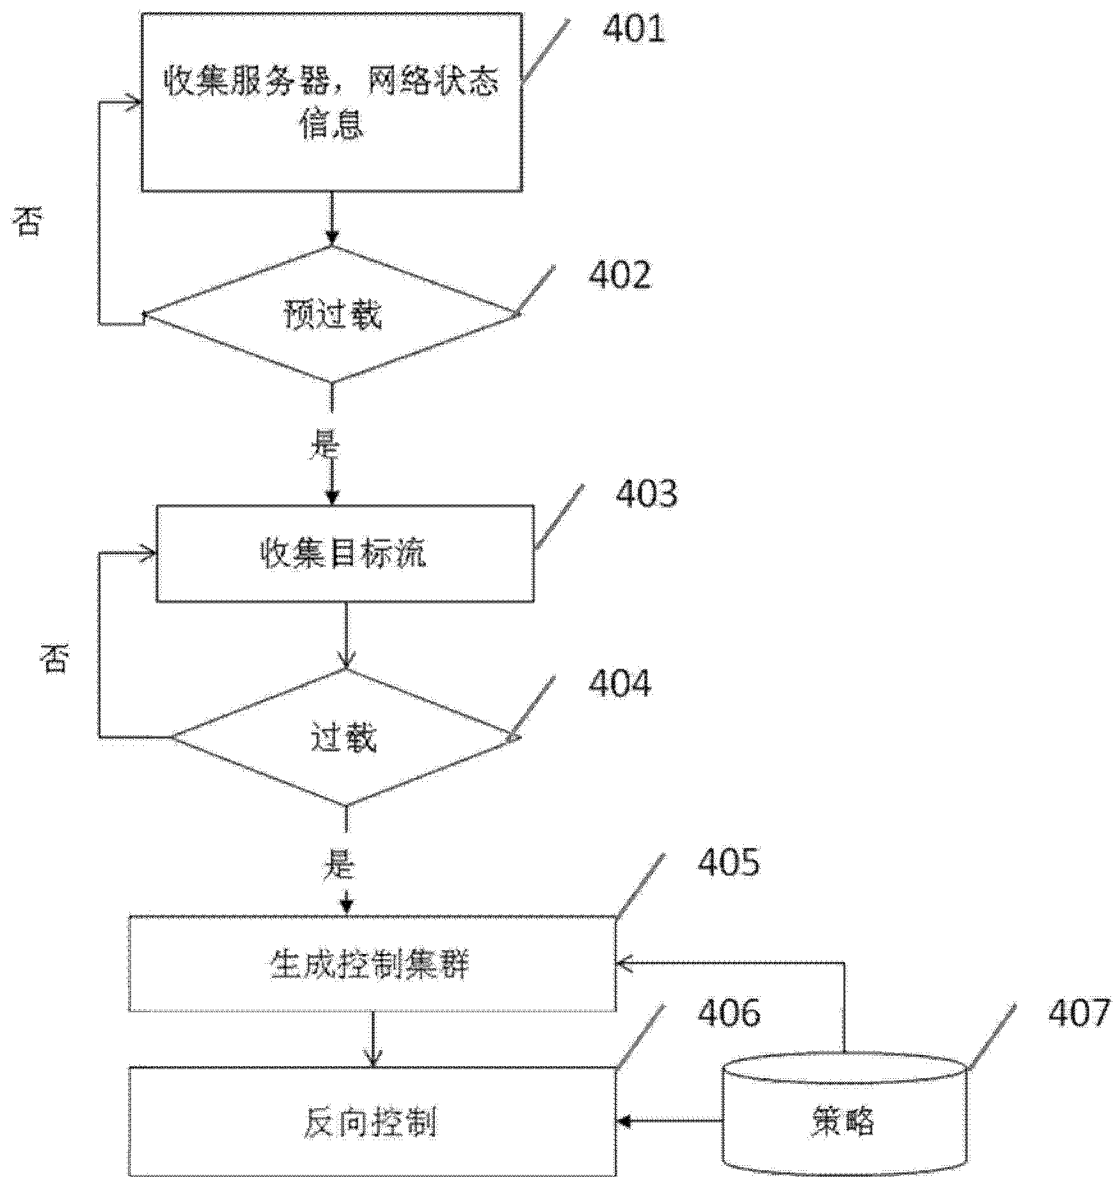 401
收集服务器，网络状态
信息
否
402
预过载
是
403
收集目标流
否
404
过载
是
405
生成控制集群
406
407
反向控制
策略